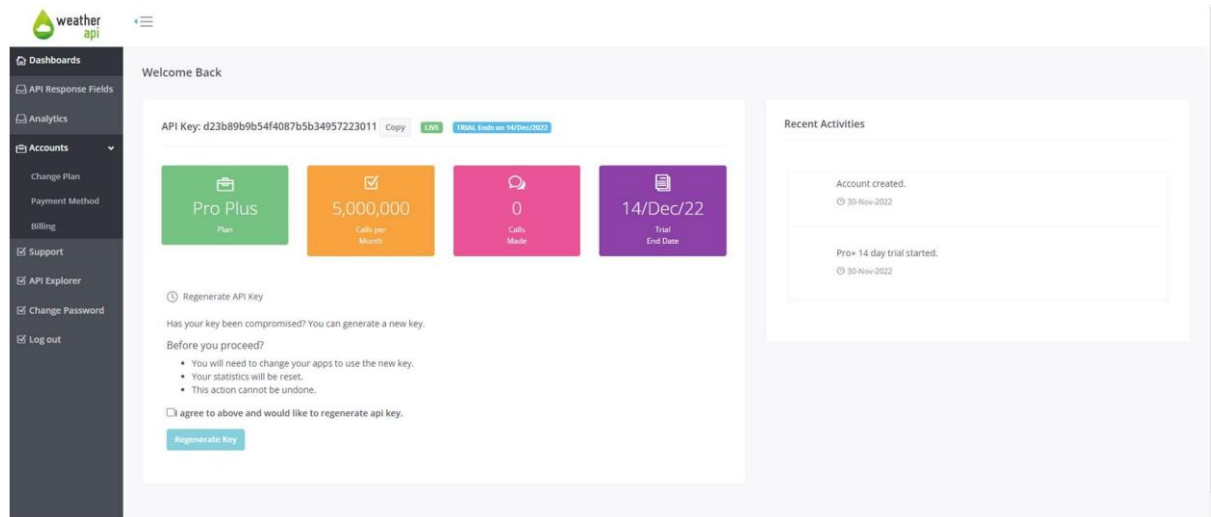 weather
api
Dashboards
API Response Fields
Analytics
Accounts
Change Plan
Payment Method
Billing
Support
API Explorer
Change Password
Log out
Welcome Back
API Key: d23b89b9b54f4087b5b34957223011 Copy LIVE TRIAL Ends on 14/Dec/2022
Pro Plus
Plan
5,000,000
Calls per
Month
0
Calls
Made
14/Dec/22
Trial
End Date
Regenerate API Key
Has your key been compromised? You can generate a new key.
Before you proceed?
• You will need to change your apps to use the new key.
• Your statistics will be reset.
• This action cannot be undone.
I agree to above and would like to regenerate api key.
Regenerate Key
Recent Activities
Account created.
30-Nov-2022
Pro+ 14 day trial started.
30-Nov-2022